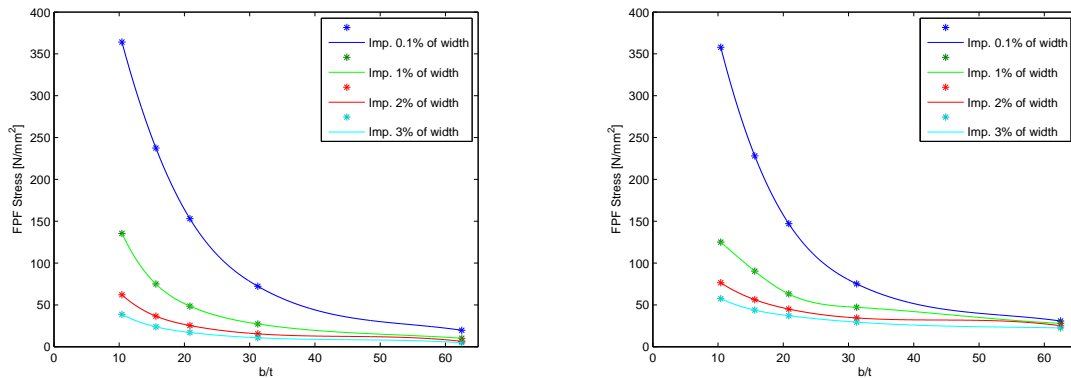 400
350
300
250
200
150
100
50
0
FPF Stress [N/mm²]
0 10 20 30 40 50 60
b/t
Imp. 0.1% of width
Imp. 1% of width
Imp. 2% of width
Imp. 3% of width
400
350
300
250
200
150
100
50
0
FPF Stress [N/mm²]
0 10 20 30 40 50 60
b/t
Imp. 0.1% of width
Imp. 1% of width
Imp. 2% of width
Imp. 3% of width